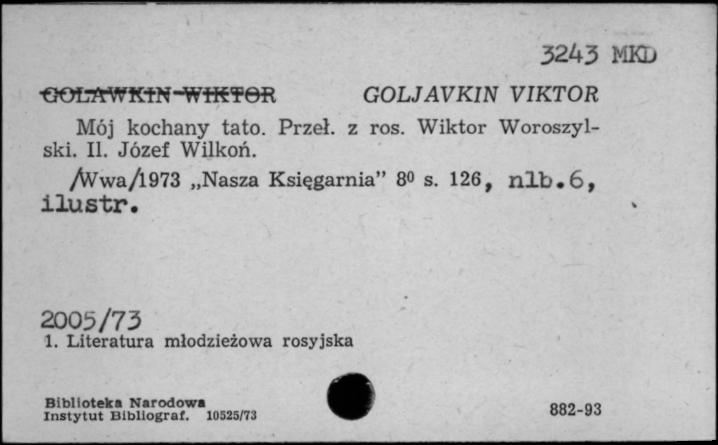 3243 MKD
GOLAWKIN WIKTOR GOLJAVKIN VIKTOR
Mój kochany tato. Przeł. z ros. Wiktor Woroszyl-
ski. Il. Józef Wilkoń.
/Wwa/1973 „Nasza Księgarnia” 8⁰ s. 126, nlb.6,
ilustr.
2005/73
1. Literatura młodzieżowa rosyjska
Biblioteka Narodowa
Instytut Bibliograf. 10525/73
882-93